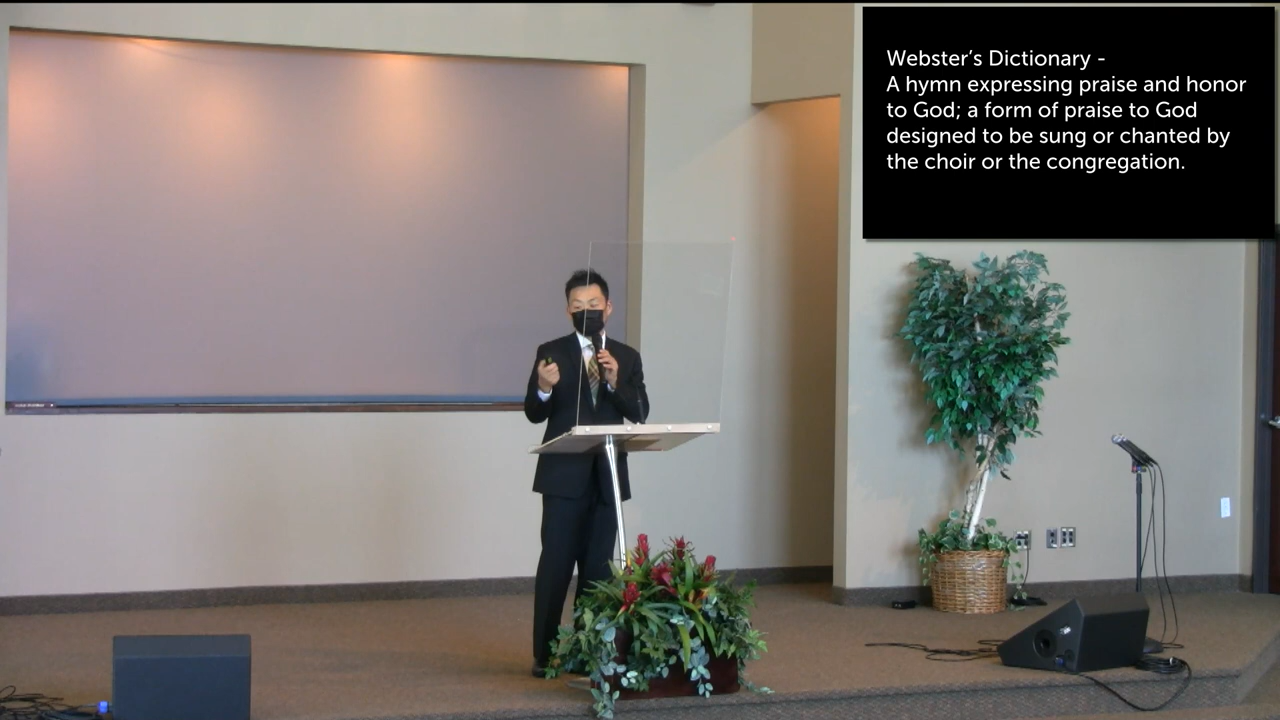 Webster’s Dictionary -
A hymn expressing praise and honor
to God; a form of praise to God
designed to be sung or chanted by
the choir or the congregation.